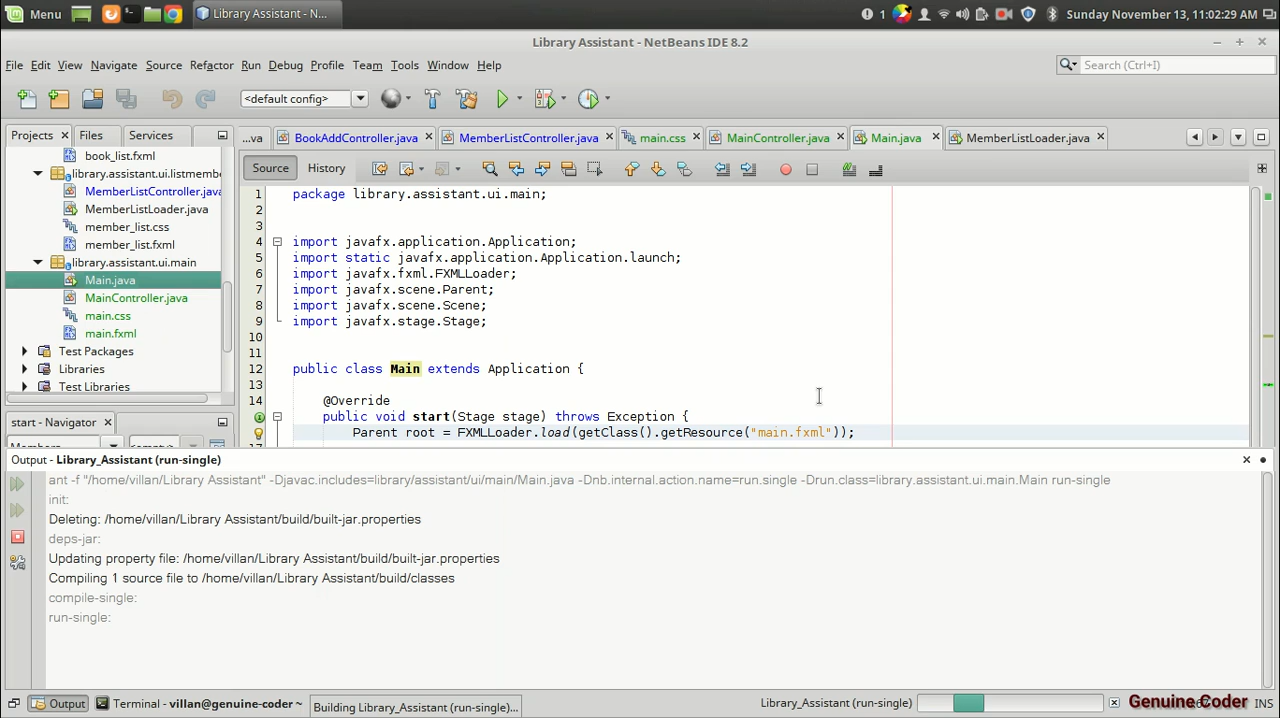 Menu
Library Assistant - N...
1
Sunday November 13, 11:02:29 AM
Library Assistant - NetBeans IDE 8.2
File Edit View Navigate Source Refactor Run Debug Profile Team Tools Window Help
Search (Ctrl+I)
<default config>
Projects Files Services
...va BookAddController.java MemberListController.java main.css MainController.java Main.java MemberListLoader.java
book_list.fxml
library.assistant.ui.listmembe
MemberListController.java
MemberListLoader.java
member_list.css
member_list.fxml
library.assistant.ui.main
Main.java
MainController.java
main.css
main.fxml
Test Packages
Libraries
Test Libraries
start - Navigator
Members <empty>
Source History
1 package library.assistant.ui.main;
2
3
4 import javafx.application.Application;
5 import static javafx.application.Application.launch;
6 import javafx.fxml.FXMLLoader;
7 import javafx.scene.Parent;
8 import javafx.scene.Scene;
9 import javafx.stage.Stage;
10
11
12 public class Main extends Application {
13
14 @Override
public void start(Stage stage) throws Exception {
Parent root = FXMLLoader.load(getClass().getResource("main.fxml"));
17
Output - Library_Assistant (run-single)
ant -f "/home/villan/Library Assistant" -Djavac.includes=library/assistant/ui/main/Main.java -Dnb.internal.action.name=run.single -Drun.class=library.assistant.ui.main.Main run-single
init:
Deleting: /home/villan/Library Assistant/build/built-jar.properties
deps-jar:
Updating property file: /home/villan/Library Assistant/build/built-jar.properties
Compiling 1 source file to /home/villan/Library Assistant/build/classes
compile-single:
run-single:
Output
Terminal - villan@genuine-coder: ~
Building Library_Assistant (run-single)...
Library_Assistant (run-single)
Genuine Coder
INS